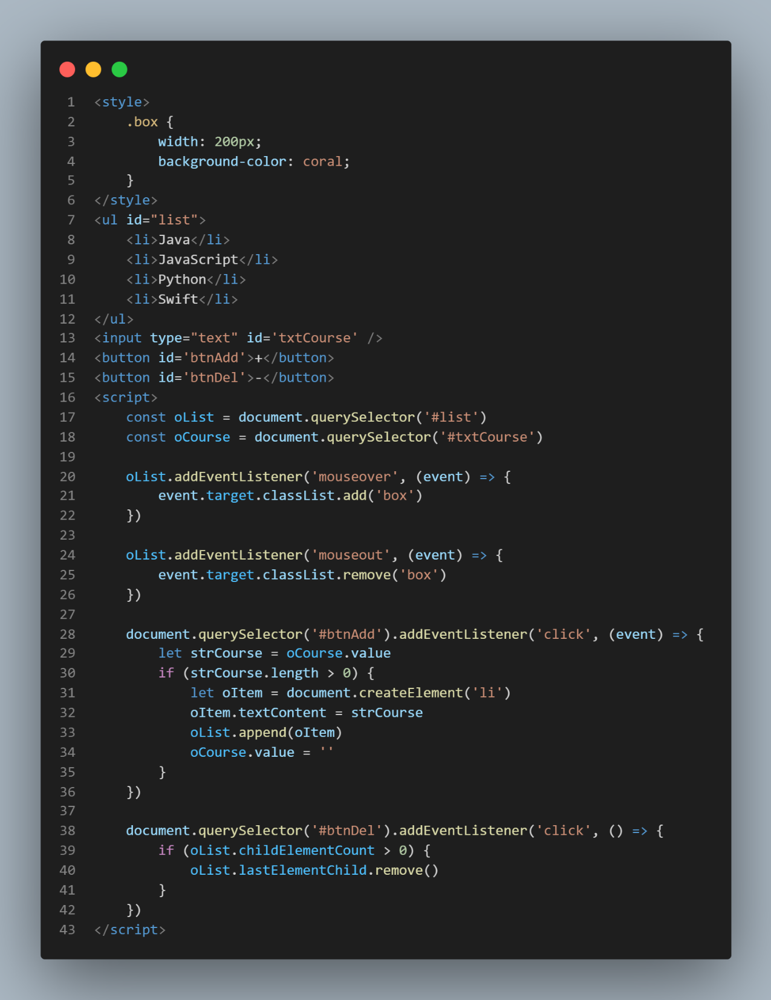 1 <style>
2     .box {
3         width: 200px;
4         background-color: coral;
5     }
6 </style>
7 <ul id="list">
8     <li>Java</li>
9     <li>JavaScript</li>
10     <li>Python</li>
11     <li>Swift</li>
12 </ul>
13 <input type="text" id='txtCourse' />
14 <button id='btnAdd'>+</button>
15 <button id='btnDel'>-</button>
16 <script>
17     const oList = document.querySelector('#list')
18     const oCourse = document.querySelector('#txtCourse')
19
20     oList.addEventListener('mouseover', (event) => {
21         event.target.classList.add('box')
22     })
23
24     oList.addEventListener('mouseout', (event) => {
25         event.target.classList.remove('box')
26     })
27
28     document.querySelector('#btnAdd').addEventListener('click', (event) => {
29         let strCourse = oCourse.value
30         if (strCourse.length > 0) {
31             let oItem = document.createElement('li')
32             oItem.textContent = strCourse
33             oList.append(oItem)
34             oCourse.value = ''
35         }
36     })
37
38     document.querySelector('#btnDel').addEventListener('click', () => {
39         if (oList.childElementCount > 0) {
40             oList.lastElementChild.remove()
41         }
42     })
43 </script>